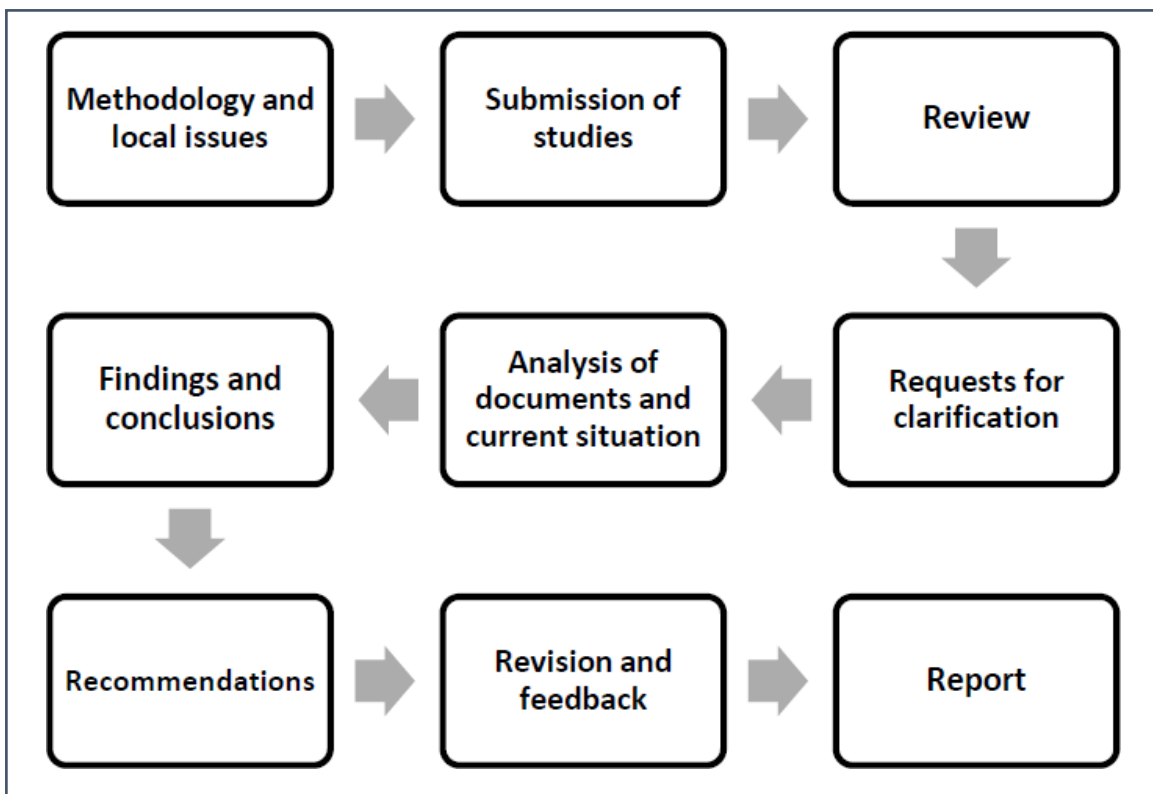 Methodology and
local issues
Submission of
studies
Review
Requests for
clarification
Analysis of
documents and
current situation
Findings and
conclusions
Recommendations
Revision and
feedback
Report